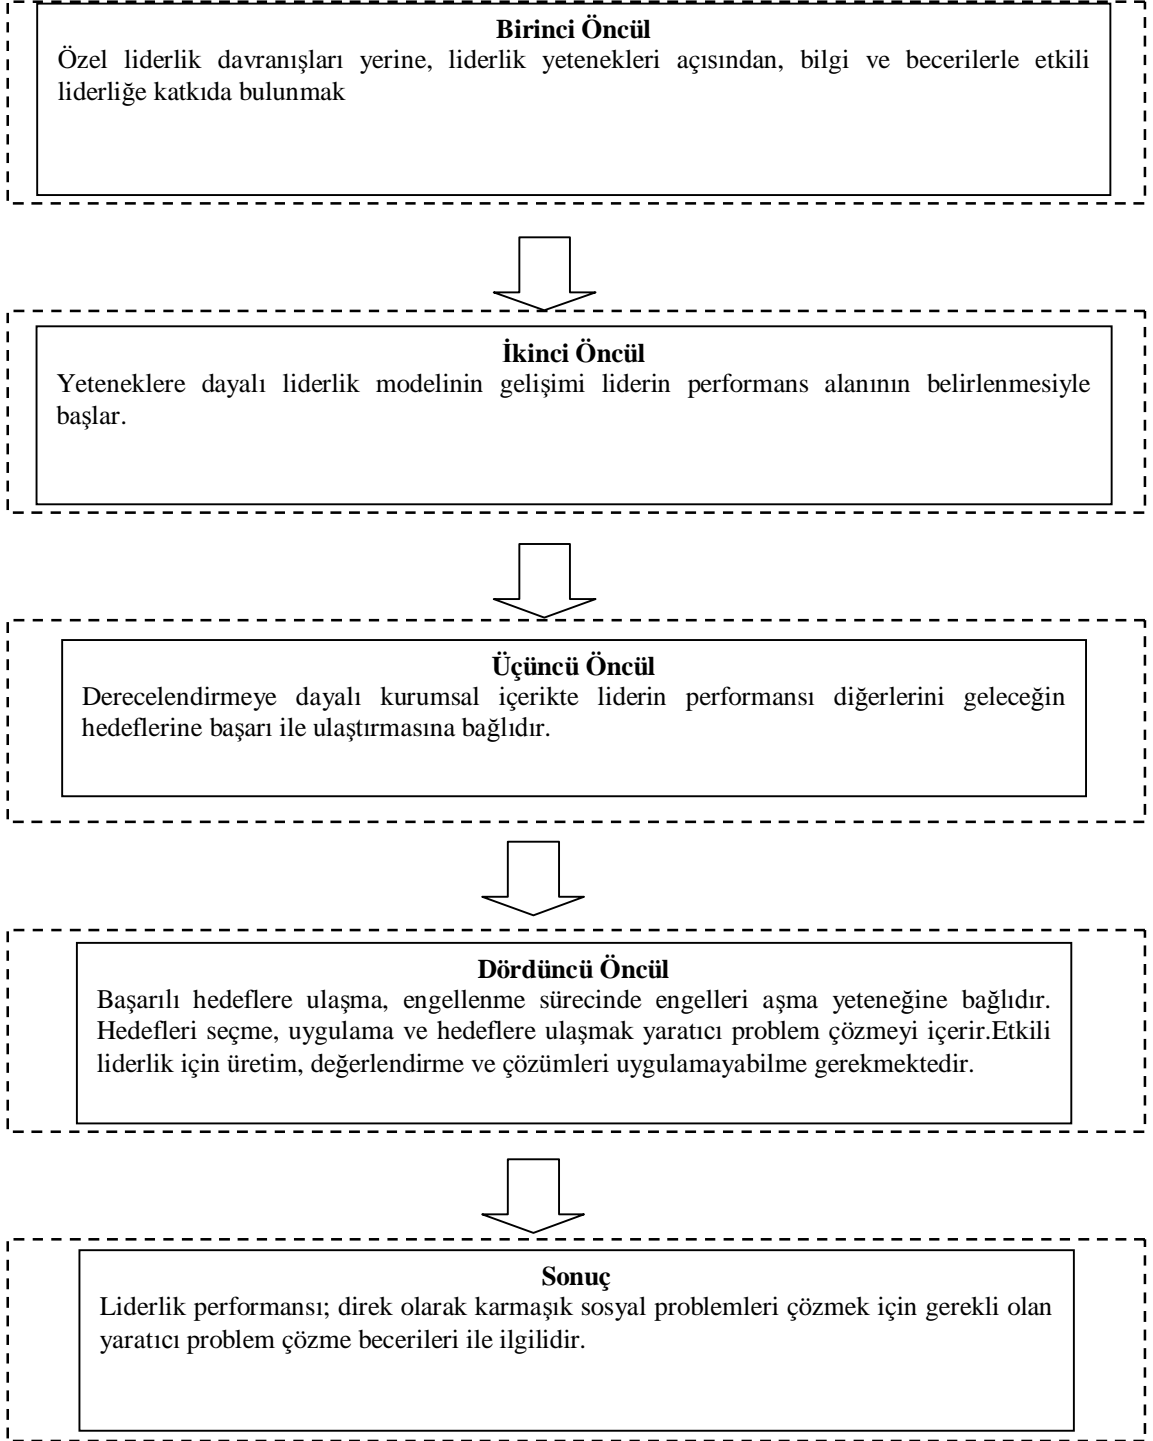 Birinci Öncül
Özel liderlik davranışları yerine, liderlik yetenekleri açısından, bilgi ve becerilerle etkili
liderliğe katkıda bulunmak
İkinci Öncül
Yeteneklere dayalı liderlik modelinin gelişimi liderin performans alanının belirlenmesiyle
başlar.
Üçüncü Öncül
Derecelendirmeye dayalı kurumsal içerikte liderin performansı diğerlerini geleceğin
hedeflerine başarı ile ulaştırmasına bağlıdır.
Dördüncü Öncül
Başarılı hedeflere ulaşma, engellenme sürecinde engelleri aşma yeteneğine bağlıdır.
Hedefleri seçme, uygulama ve hedeflere ulaşmak yaratıcı problem çözmeyi içerir.Etkili
liderlik için üretim, değerlendirme ve çözümleri uygulamayabilme gerekmektedir.
Sonuç
Liderlik performansı; direk olarak karmaşık sosyal problemleri çözmek için gerekli olan
yaratıcı problem çözme becerileri ile ilgilidir.